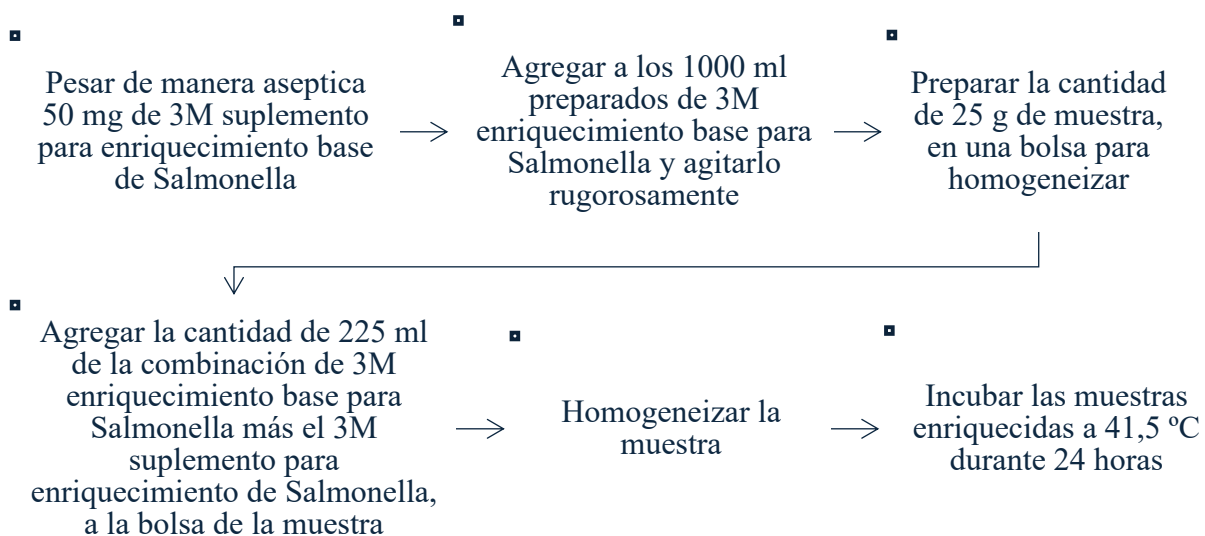 Pesar de manera aseptica
50 mg de 3M suplemento
para enriquecimiento base
de Salmonella
Agregar a los 1000 ml
preparados de 3M
enriquecimiento base para
Salmonella y agitarlo
rugorosamente
Preparar la cantidad
de 25 g de muestra,
en una bolsa para
homogeneizar
Agregar la cantidad de 225 ml
de la combinación de 3M
enriquecimiento base para
Salmonella más el 3M
suplemento para
enriquecimiento de Salmonella,
a la bolsa de la muestra
Homogeneizar la
muestra
Incubar las muestras
enriquecidas a 41,5 ºC
durante 24 horas